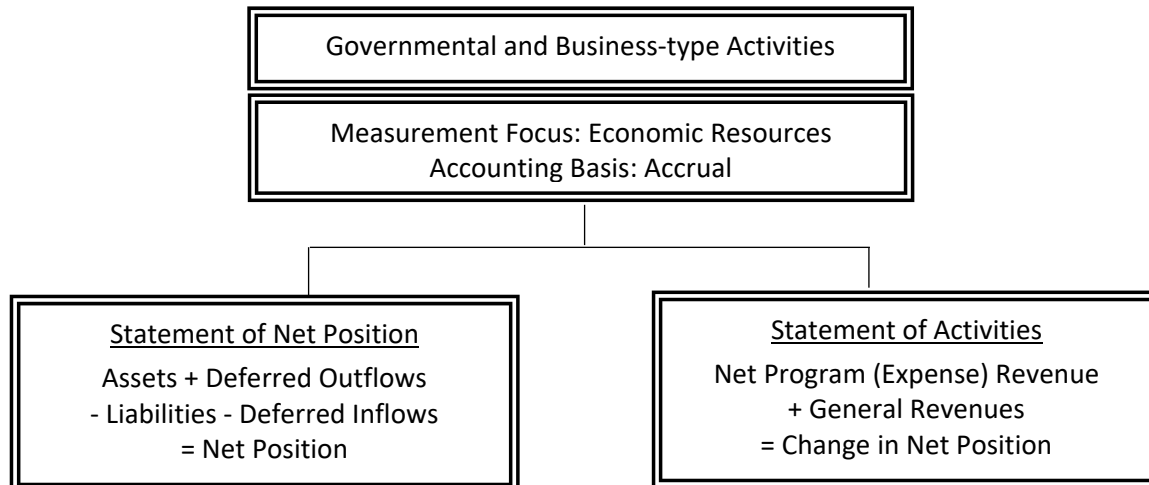 Governmental and Business-type Activities
Measurement Focus: Economic Resources
Accounting Basis: Accrual
Statement of Net Position
Assets + Deferred Outflows
- Liabilities - Deferred Inflows
= Net Position
Statement of Activities
Net Program (Expense) Revenue
+ General Revenues
= Change in Net Position